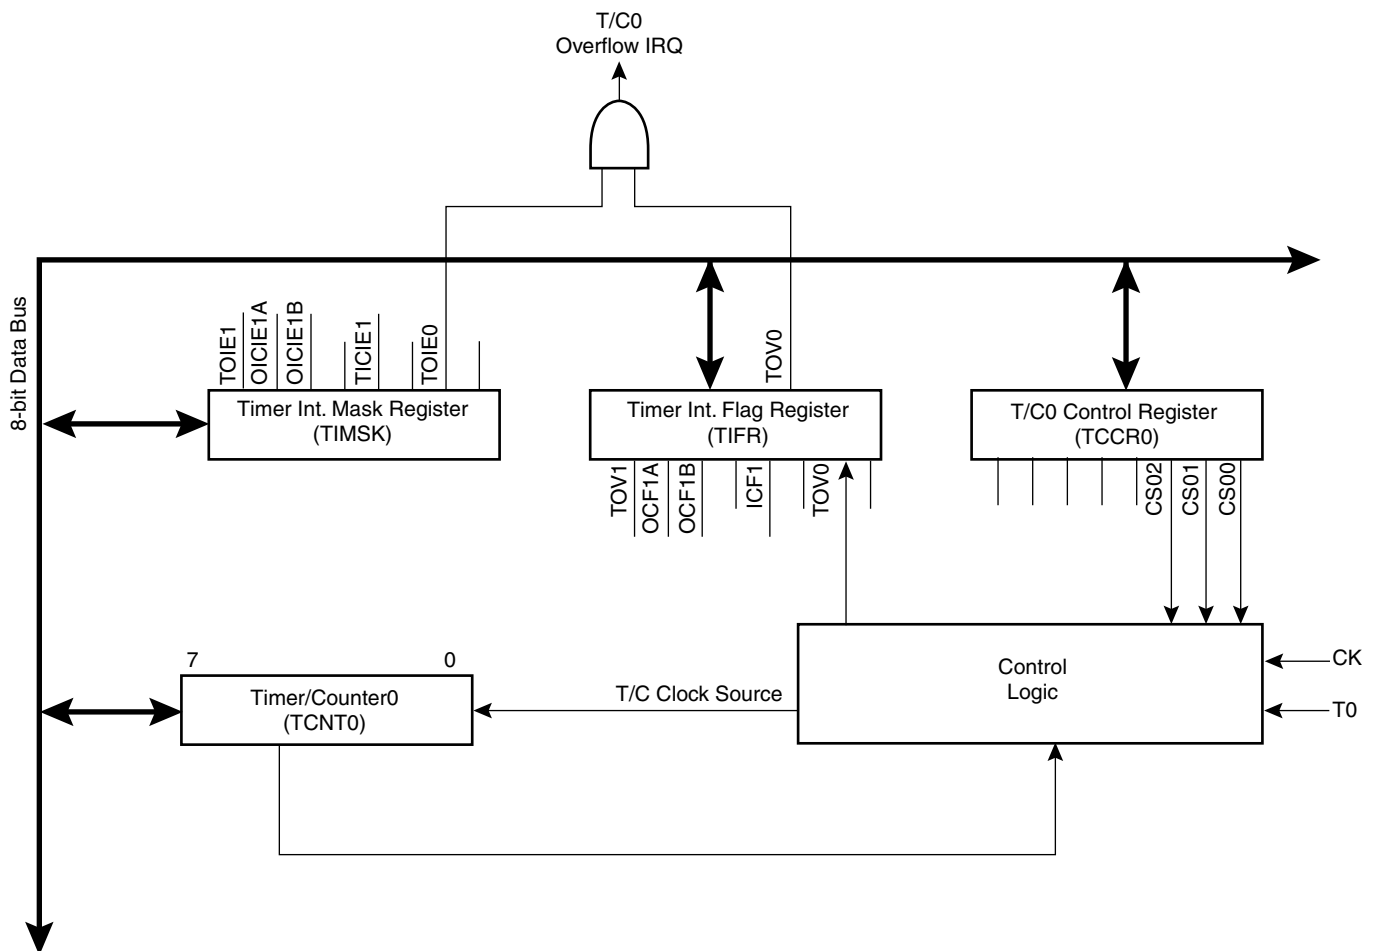 T/C0
Overflow IRQ
8-bit Data Bus
TOIE1
OICIE1A
OICIE1B
TICIE1
TOIE0
TOV0
Timer Int. Mask Register
(TIMSK)
Timer Int. Flag Register
(TIFR)
T/C0 Control Register
(TCCR0)
TOV1
OCF1A
OCF1B
ICF1
TOV0
CS02
CS01
CS00
7
0
Timer/Counter0
(TCNT0)
T/C Clock Source
Control
Logic
CK
T0